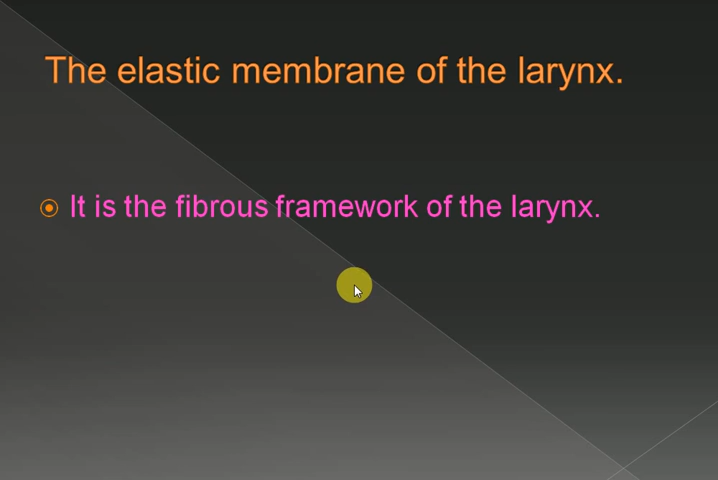 The elastic membrane of the larynx.
It is the fibrous framework of the larynx.